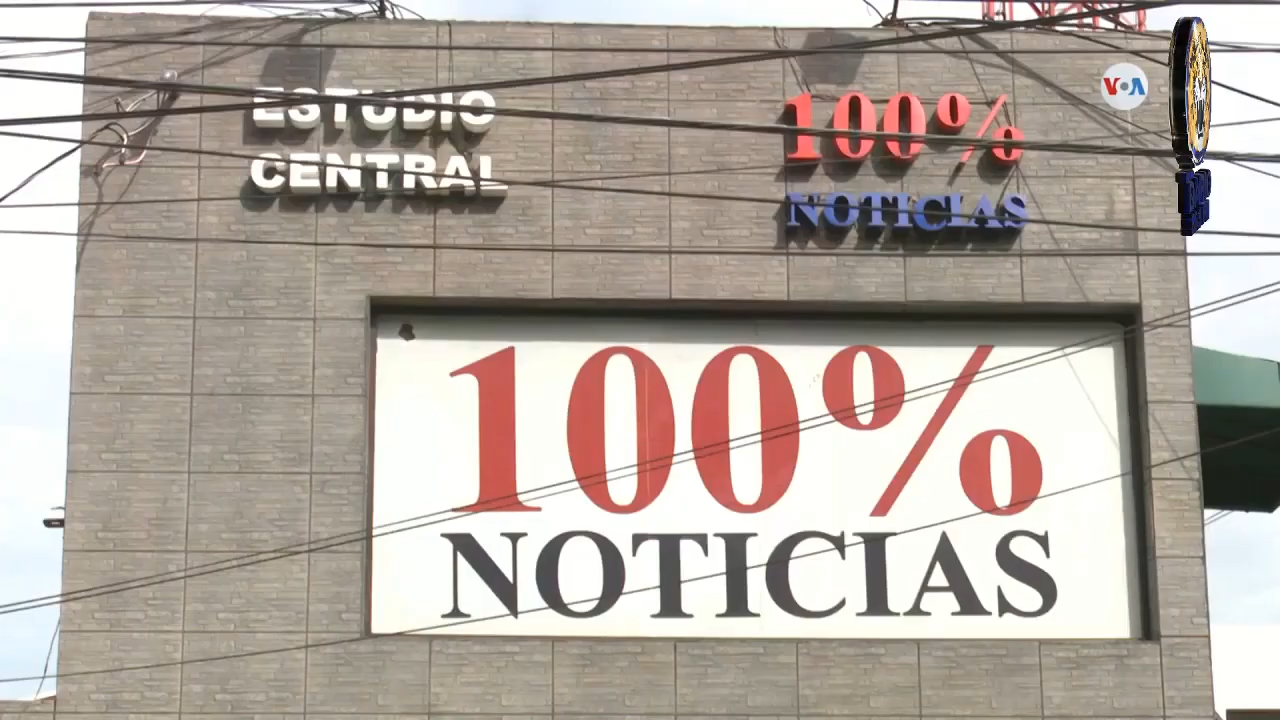 ESTUDIO
CENTRAL
100%
NOTICIAS
VOA
100%
NOTICIAS